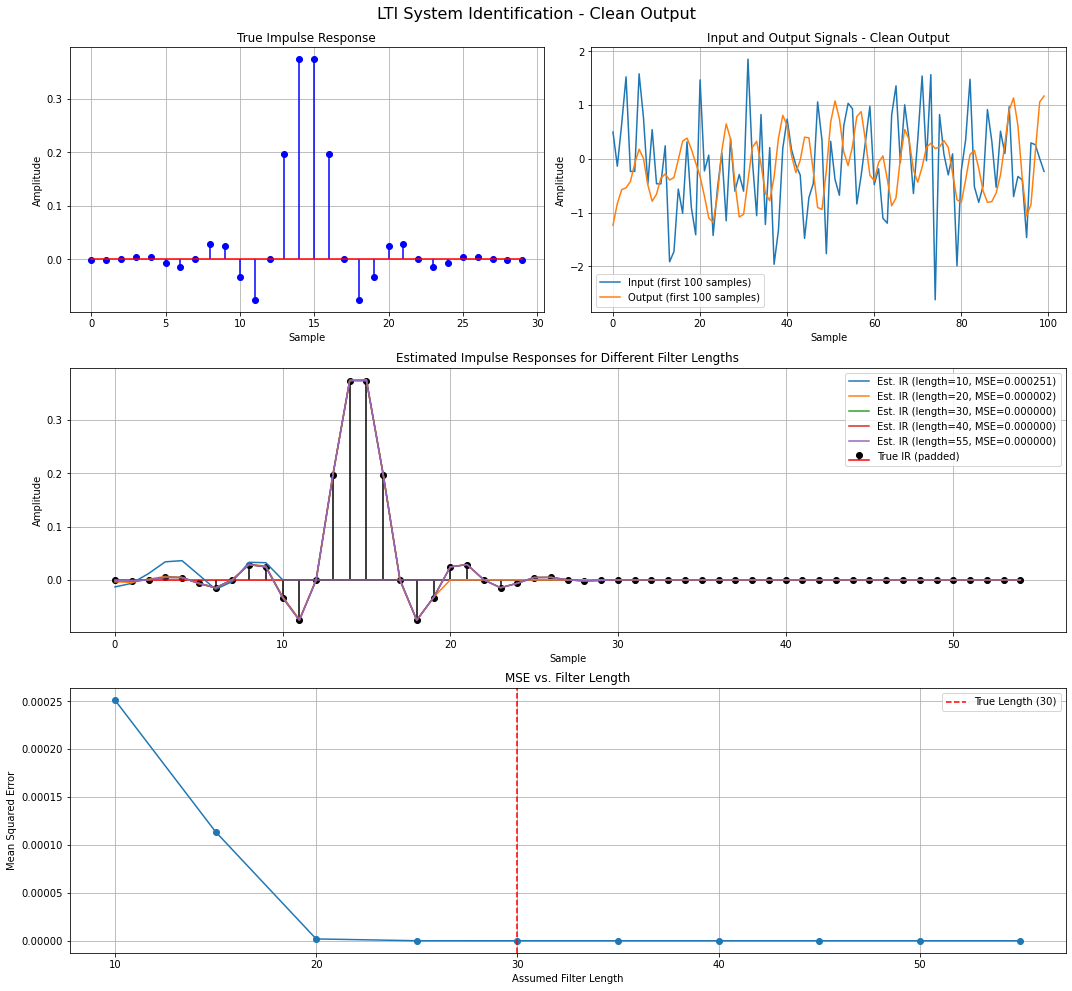 LTI System Identification - Clean Output
True Impulse Response
Amplitude
0.3
0.2
0.1
0.0
0 5 10 15 20 25 30
Sample
Input and Output Signals - Clean Output
Amplitude
2
1
0
−1
−2
Input (first 100 samples)
Output (first 100 samples)
0 20 40 60 80 100
Sample
Estimated Impulse Responses for Different Filter Lengths
Amplitude
0.3
0.2
0.1
0.0
Est. IR (length=10, MSE=0.000251)
Est. IR (length=20, MSE=0.000002)
Est. IR (length=30, MSE=0.000000)
Est. IR (length=40, MSE=0.000000)
Est. IR (length=55, MSE=0.000000)
True IR (padded)
0 10 20 30 40 50
Sample
MSE vs. Filter Length
Mean Squared Error
0.00025
0.00020
0.00015
0.00010
0.00005
0.00000
True Length (30)
10 20 30 40 50
Assumed Filter Length